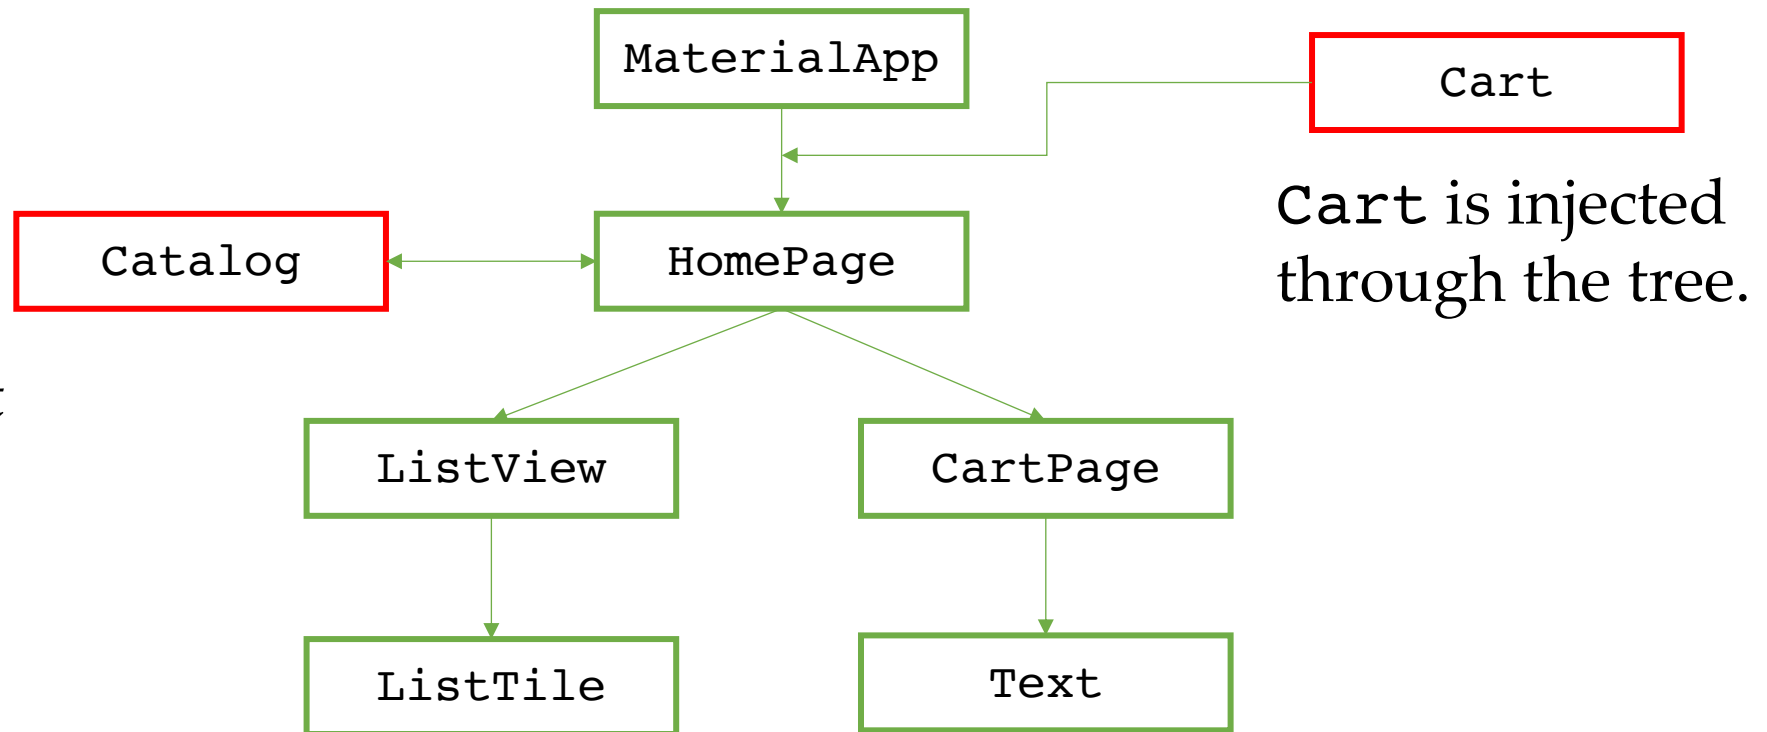 MaterialApp
Cart
Cart is injected
through the tree.
Catalog
HomePage
ListView
CartPage
ListTile
Text